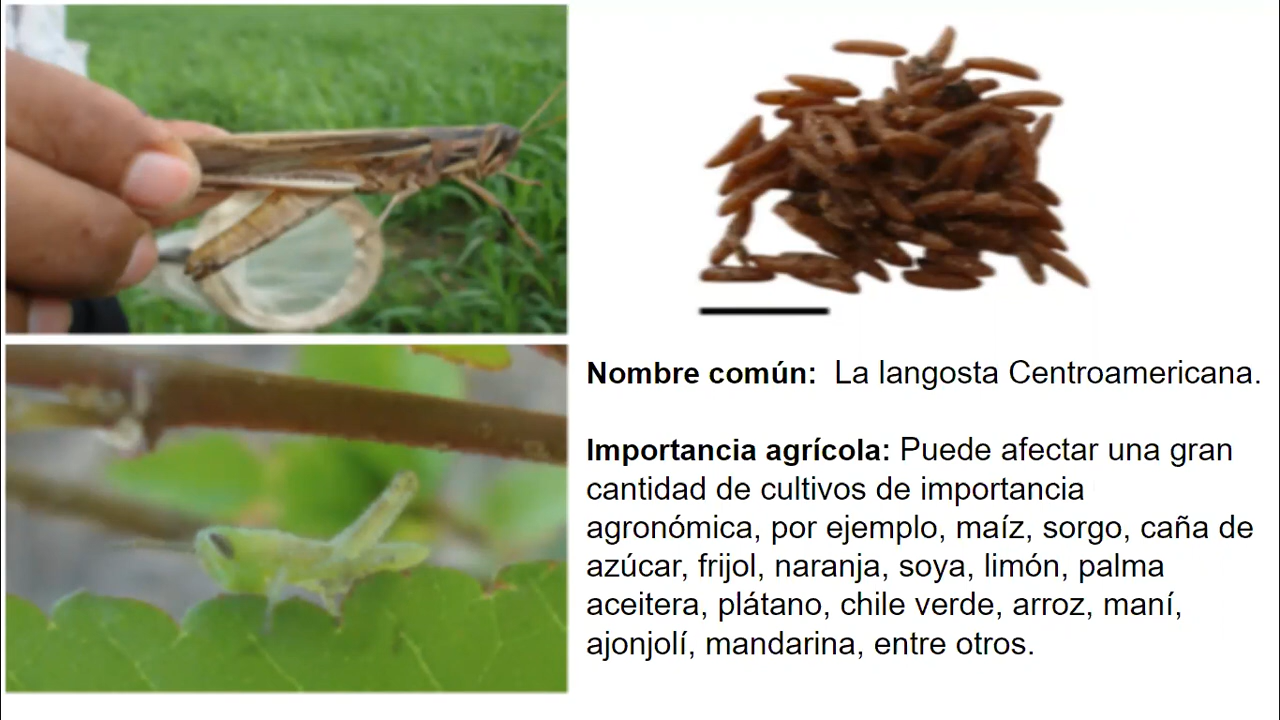 Nombre común: La langosta Centroamericana.
Importancia agrícola: Puede afectar una gran
cantidad de cultivos de importancia
agronómica, por ejemplo, maíz, sorgo, caña de
azúcar, frijol, naranja, soya, limón, palma
aceitera, plátano, chile verde, arroz, maní,
ajonjolí, mandarina, entre otros.